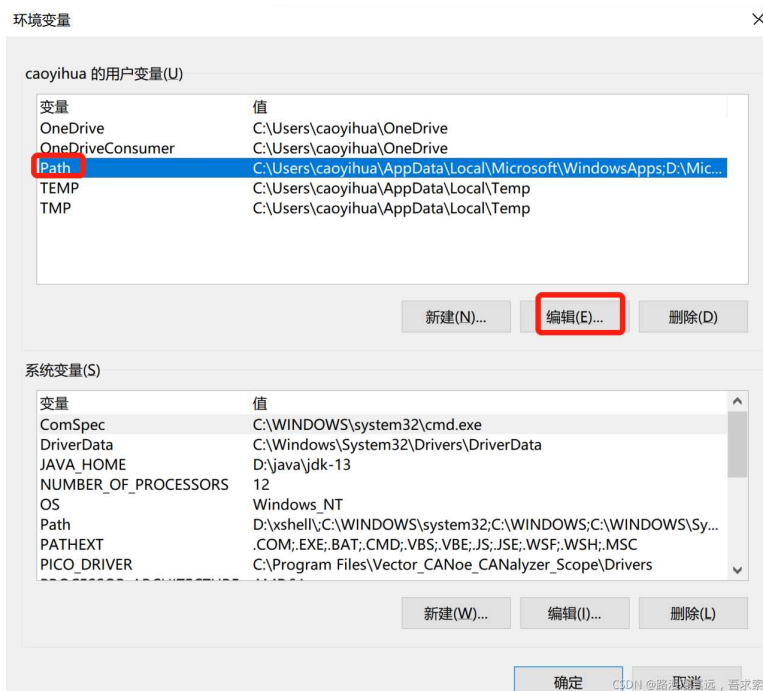 环境变量
caoyihua 的用户变量(U)
变量 值
OneDrive C:\Users\caoyihua\OneDrive
OneDriveConsumer C:\Users\caoyihua\OneDrive
Path C:\Users\caoyihua\AppData\Local\Microsoft\WindowsApps;D:\Mic...
TEMP C:\Users\caoyihua\AppData\Local\Temp
TMP C:\Users\caoyihua\AppData\Local\Temp
新建(N)... 编辑(E)... 删除(D)
系统变量(S)
变量 值
ComSpec C:\WINDOWS\system32\cmd.exe
DriverData C:\Windows\System32\Drivers\DriverData
JAVA_HOME D:\java\jdk-13
NUMBER_OF_PROCESSORS 12
OS Windows_NT
Path D:\xshell\;C:\WINDOWS\system32;C:\WINDOWS;C:\WINDOWS\Sy...
PATHEXT .COM;.EXE;.BAT;.CMD;.VBS;.VBE;.JS;.JSE;.WSF;.WSH;.MSC
PICO_DRIVER C:\Program Files\Vector_CANoe_CANalyzer_Scope\Drivers
新建(W)... 编辑(I)... 删除(L)
确定 取消
CSDN